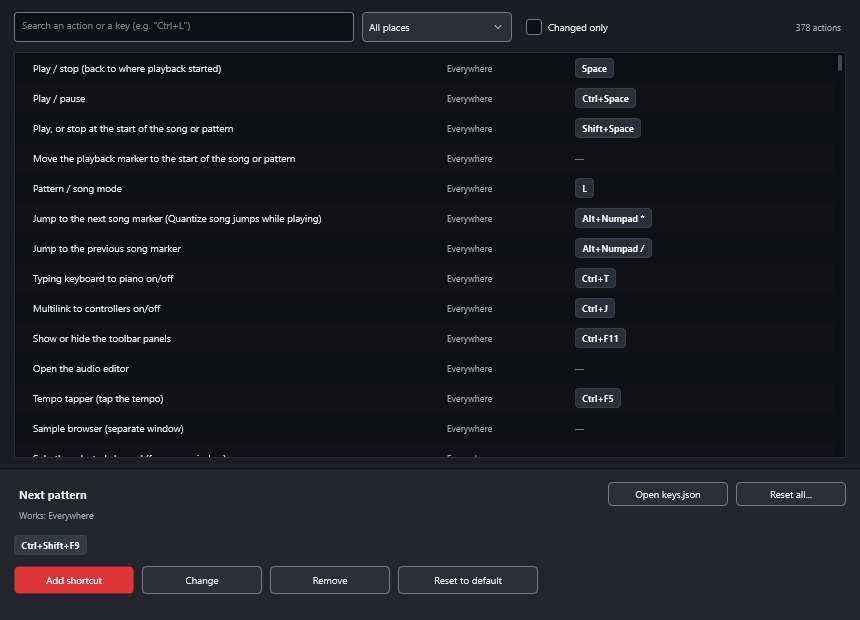 Search an action or a key (e.g. "Ctrl+L")
All places
Changed only
378 actions
Play / stop (back to where playback started) Everywhere Space
Play / pause Everywhere Ctrl+Space
Play, or stop at the start of the song or pattern Everywhere Shift+Space
Move the playback marker to the start of the song or pattern Everywhere —
Pattern / song mode Everywhere L
Jump to the next song marker (Quantize song jumps while playing) Everywhere Alt+Numpad *
Jump to the previous song marker Everywhere Alt+Numpad /
Typing keyboard to piano on/off Everywhere Ctrl+T
Multilink to controllers on/off Everywhere Ctrl+J
Show or hide the toolbar panels Everywhere Ctrl+F11
Open the audio editor Everywhere —
Tempo tapper (tap the tempo) Everywhere Ctrl+F5
Sample browser (separate window) Everywhere —
Next pattern
Open keys.json
Reset all...
Works: Everywhere
Ctrl+Shift+F9
Add shortcut
Change
Remove
Reset to default